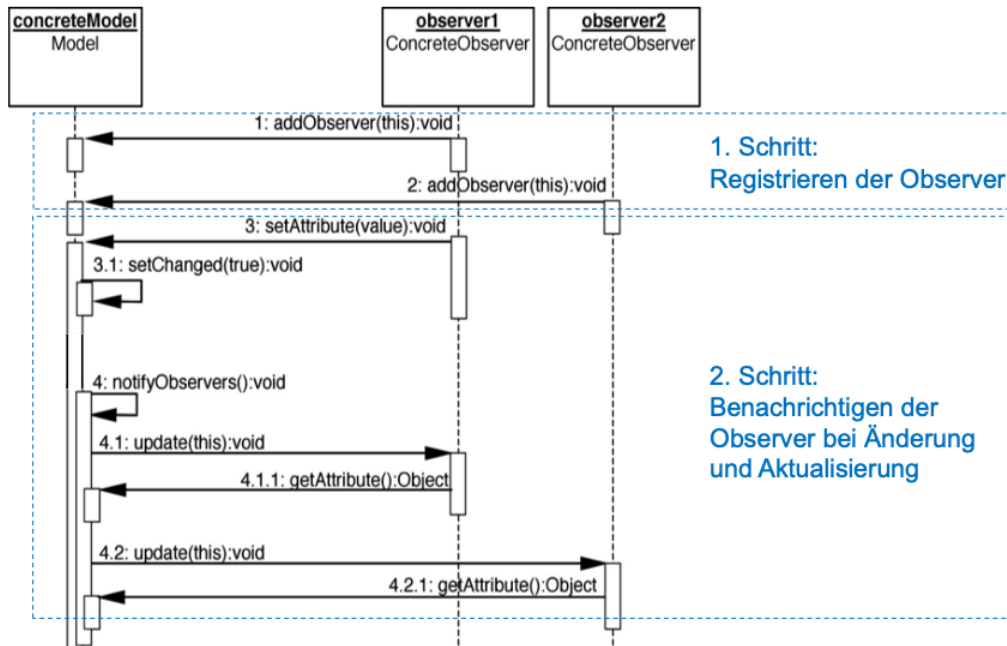 concreteModel
Model
observer1
ConcreteObserver
observer2
ConcreteObserver
1: addObserver(this):void
1. Schritt:
Registrieren der Observer
2: addObserver(this):void
3: setAttribute(value):void
3.1: setChanged(true):void
4: notifyObservers():void
2. Schritt:
Benachrichtigen der
Observer bei Änderung
und Aktualisierung
4.1: update(this):void
4.1.1: getAttribute():Object
4.2: update(this):void
4.2.1: getAttribute():Object